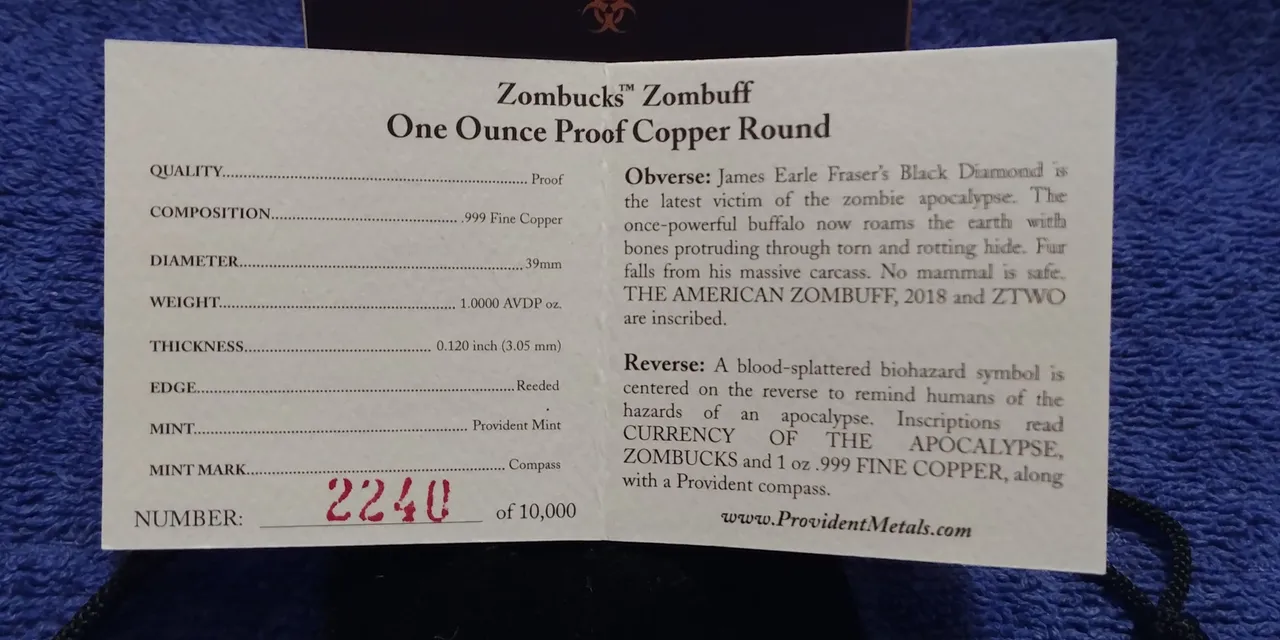 Zombucks™ Zombuff
One Ounce Proof Copper Round
QUALITY........ Proof
COMPOSITION........ .999 Fine Copper
DIAMETER........ 39mm
WEIGHT........ 1.0000 AVDP oz.
THICKNESS........ 0.120 inch (3.05 mm)
EDGE........ Reeded
MINT........ Provident Mint
MINT MARK........ Compass
NUMBER: 2240 of 10,000
Obverse: James Earle Fraser's Black Diamond is
the latest victim of the zombie apocalypse. The
once-powerful buffalo now roams the earth with
bones protruding through torn and rotting hide. Fur
falls from his massive carcass. No mammal is safe.
THE AMERICAN ZOMBUFF, 2018 and ZTWO
are inscribed.
Reverse: A blood-splattered biohazard symbol is
centered on the reverse to remind humans of the
hazards of an apocalypse. Inscriptions read
CURRENCY OF THE APOCALYPSE,
ZOMBUCKS and 1 oz .999 FINE COPPER, along
with a Provident compass.
www.ProvidentMetals.com